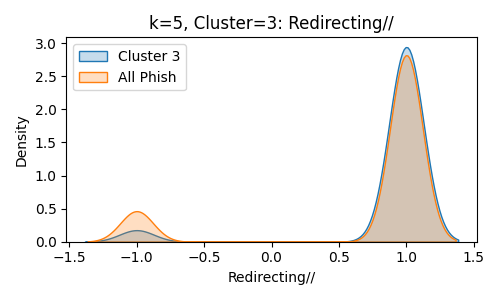 k=5, Cluster=3: Redirecting//
Cluster 3
All Phish
Density
3.0
2.5
2.0
1.5
1.0
0.5
0.0
−1.5 −1.0 −0.5 0.0 0.5 1.0 1.5
Redirecting//